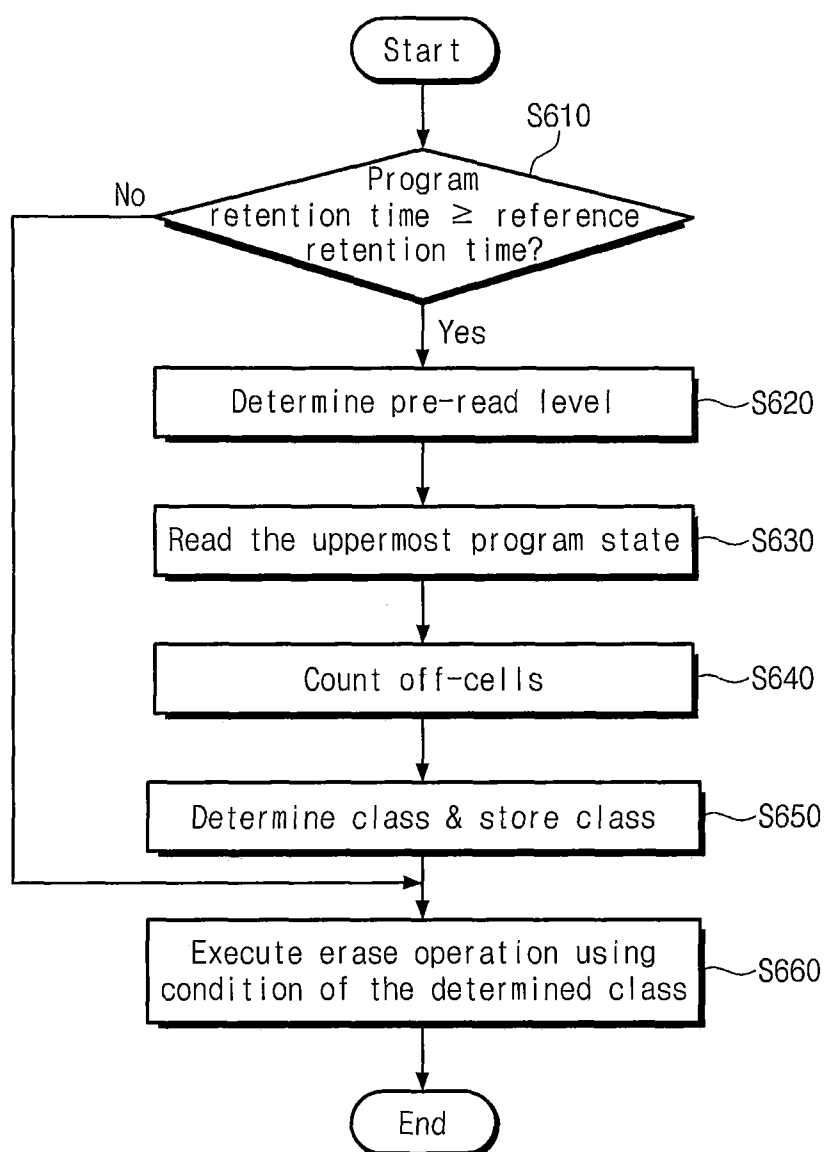 Start
S610
No
Program
retention time ≥ reference
retention time?
Yes
Determine pre-read level
S620
Read the uppermost program state
S630
Count off-cells
S640
Determine class & store class
S650
Execute erase operation using
condition of the determined class
S660
End